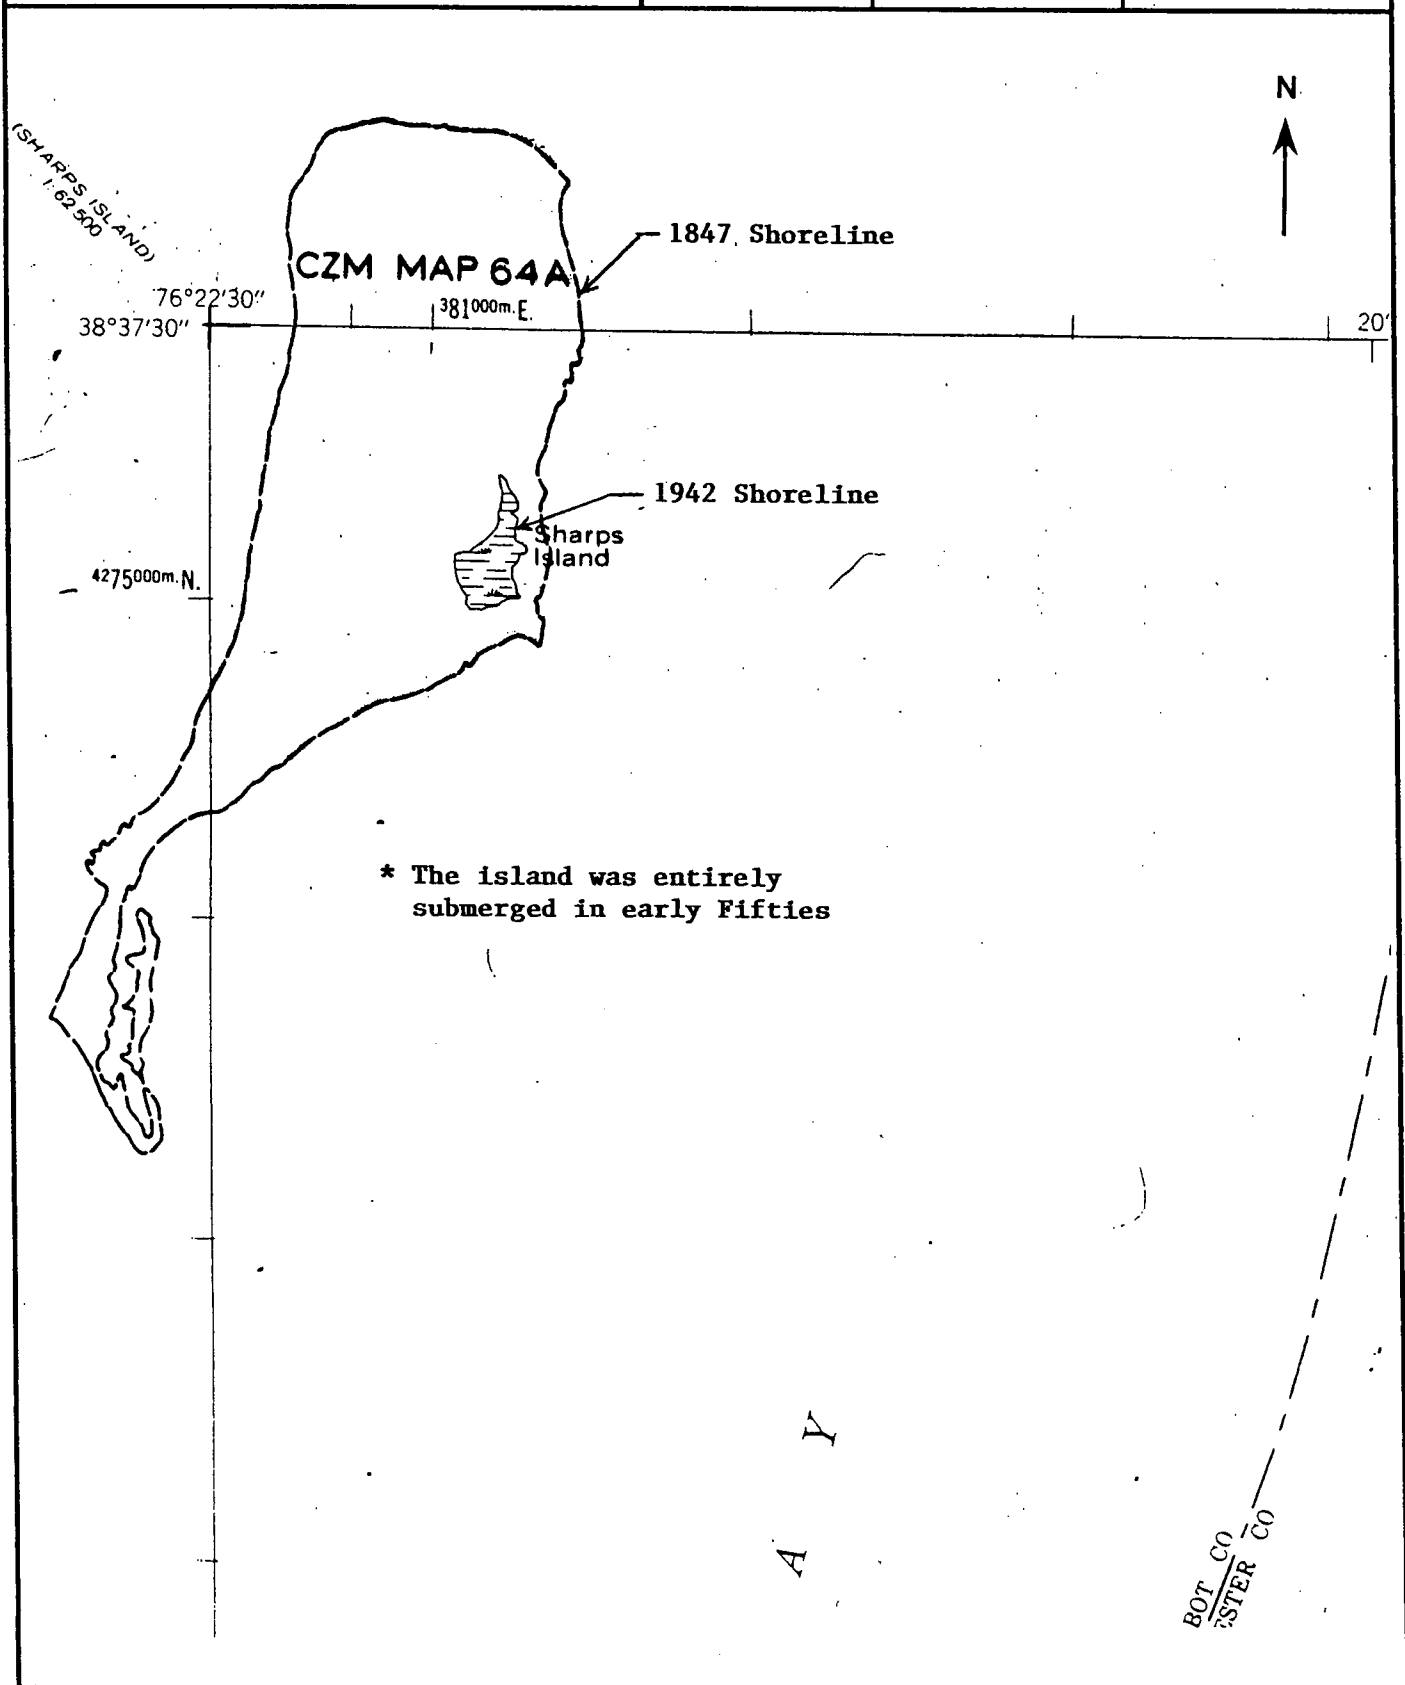 N
(SHARPS ISLAND)
1:62 500
1847 Shoreline
CZM MAP 64A
76°22'30"
381000m.E.
38°37'30"
20'
1942 Shoreline
Sharps
Island
4275000m.N.
* The island was entirely
submerged in early Fifties
A Y
BOT CO
ESTER CO